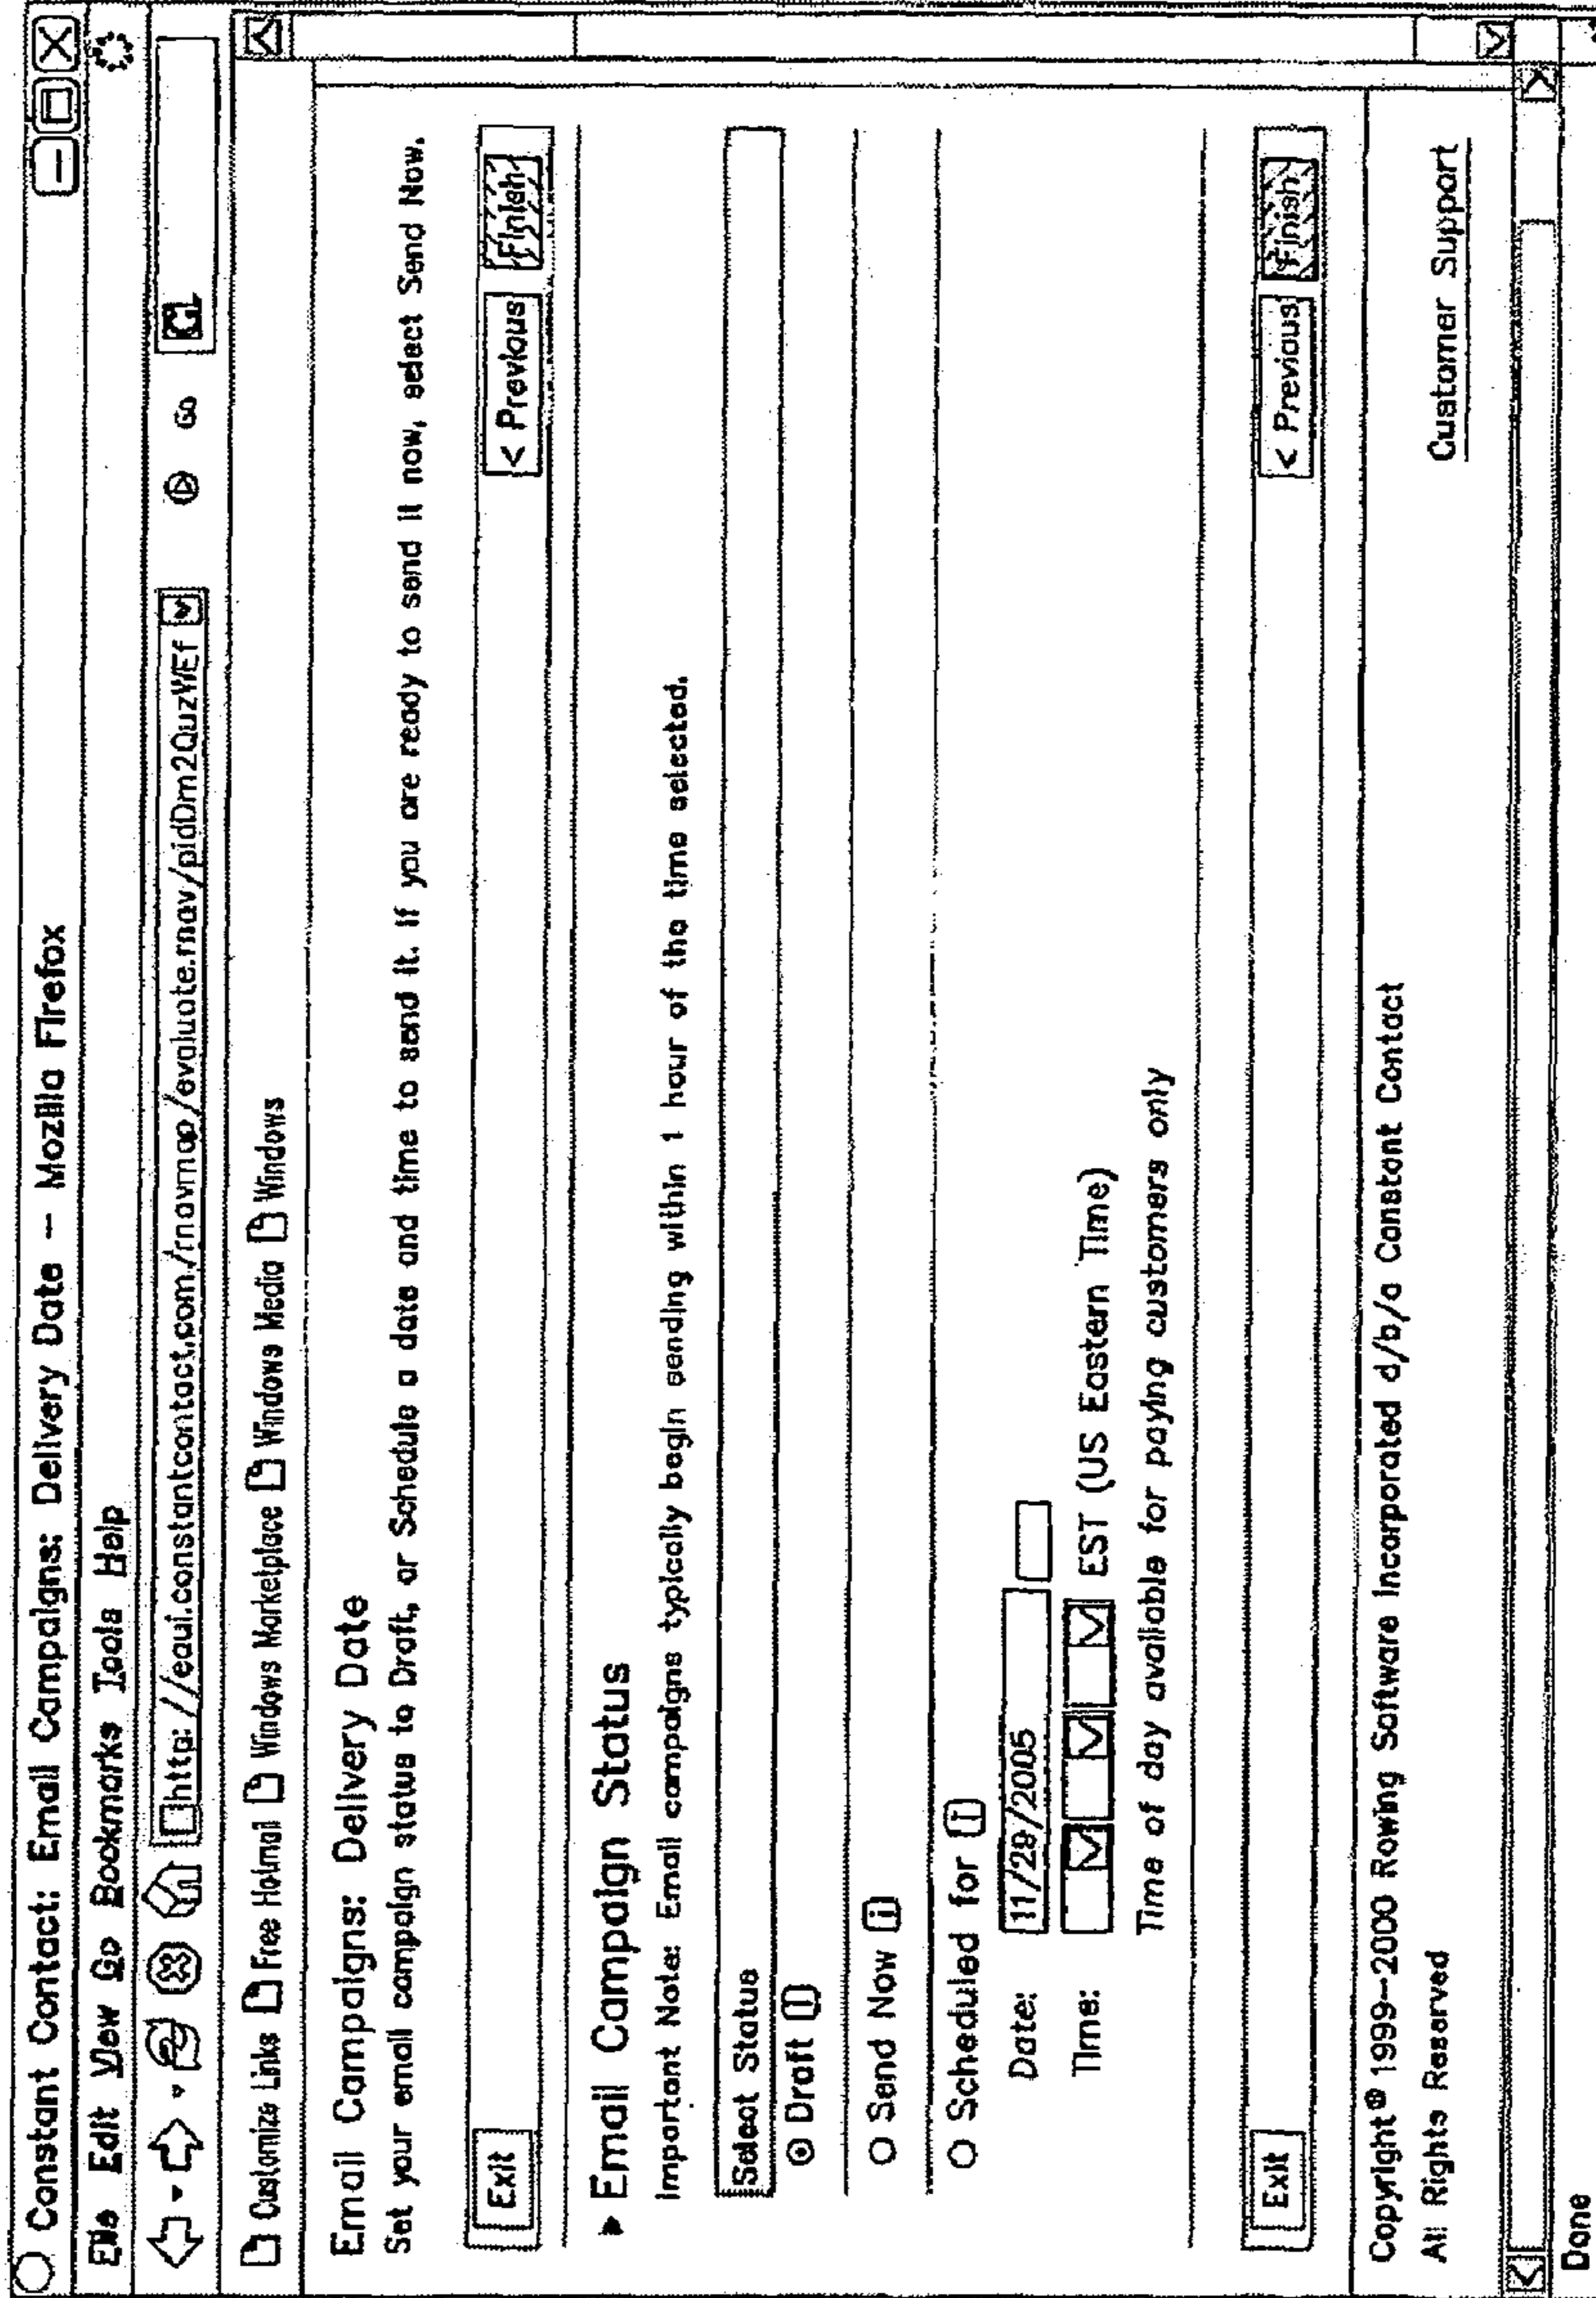 Constant Contact: Email Campaigns: Delivery Date — Mozilla Firefox
File Edit View Go Bookmarks Tools Help
http://eaui.constantcontact.com/rnavmap/evaluate.rnav/pidDm2QuzWEf GO G
Customize Links Free Hotmail Windows Marketplace Windows Media Windows
Email Campaigns: Delivery Date
Set your email campaign status to Draft, or Schedule a date and time to send it. If you are ready to send it now, select Send Now.
Exit < Previous Finish
Email Campaign Status
Important Note: Email campaigns typically begin sending within 1 hour of the time selected.
Select Status
Draft i
Send Now i
Scheduled for i
Date: 11/29/2005
Time: EST (US Eastern Time)
Time of day available for paying customers only
Exit < Previous Finish
Copyright® 1999–2000 Rowing Software Incorporated d/b/a Constant Contact
All Rights Reserved Customer Support
Done